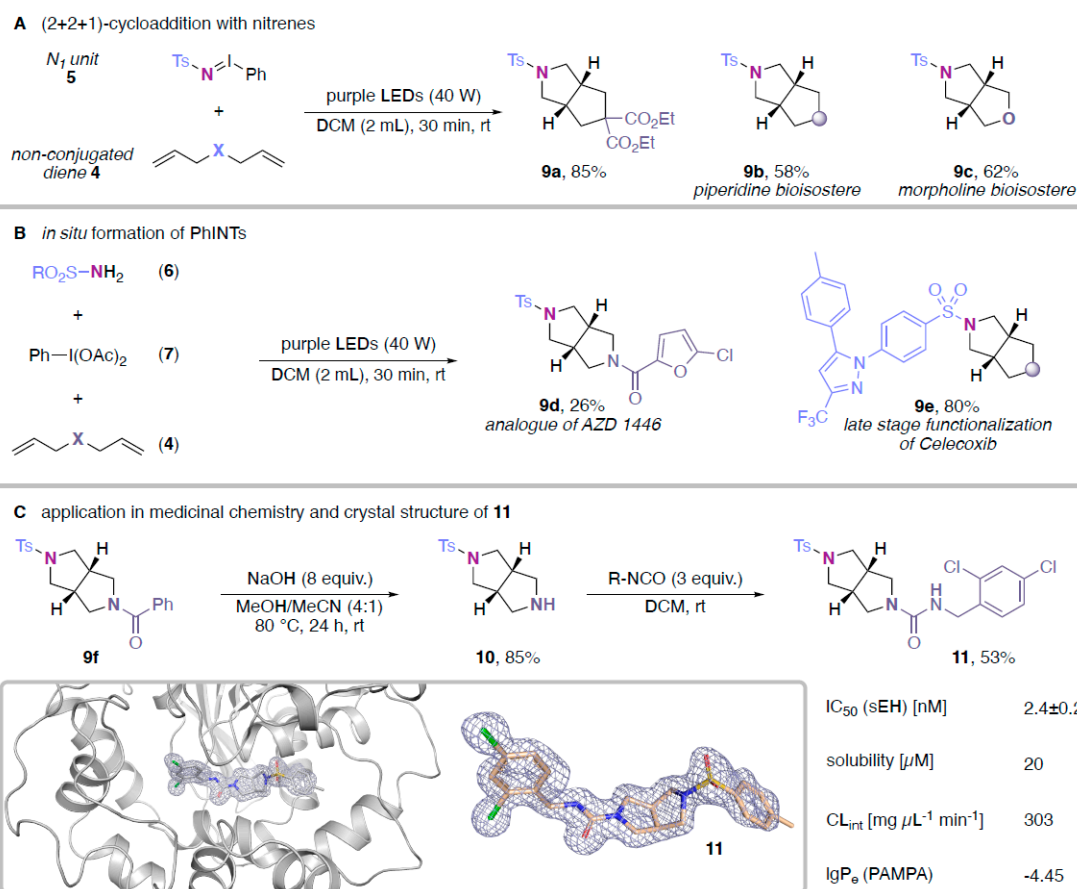 A (2+2+1)-cycloaddition with nitrenes
N₁ unit
5
Ts
N
I
Ph
+
non-conjugated
diene 4
X
purple LEDs (40 W)
DCM (2 mL), 30 min, rt
Ts
N
H
H
CO₂Et
CO₂Et
9a, 85%
Ts
N
H
H
9b, 58%
piperidine bioisostere
Ts
N
H
H
O
9c, 62%
morpholine bioisostere
B in situ formation of PhINTs
RO₂S–NH₂ (6)
+
Ph–I(OAc)₂ (7)
+
X (4)
purple LEDs (40 W)
DCM (2 mL), 30 min, rt
Ts
N
H
H
N
O
O
Cl
9d, 26%
analogue of AZD 1446
O O
S
N
H
H
N
N
F₃C
9e, 80%
late stage functionalization
of Celecoxib
C application in medicinal chemistry and crystal structure of 11
Ts
N
H
H
N
Ph
O
9f
NaOH (8 equiv.)
MeOH/MeCN (4:1)
80 °C, 24 h, rt
Ts
N
H
H
NH
10, 85%
R-NCO (3 equiv.)
DCM, rt
Ts
N
H
H
N
O
H
N
Cl
Cl
11, 53%
11
IC₅₀ (sEH) [nM] 2.4±0.2
solubility [µM] 20
CLᵢₙₜ [mg µL⁻¹ min⁻¹] 303
lgPₑ (PAMPA) -4.45